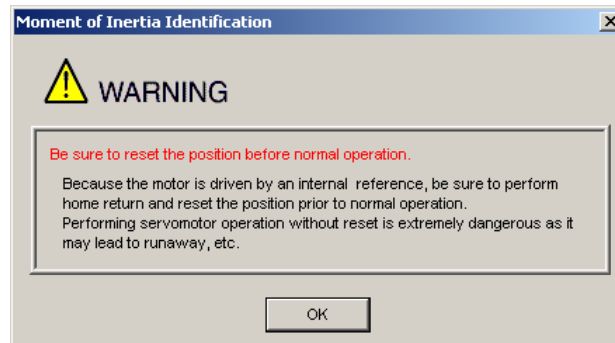 Moment of Inertia Identification
WARNING
Be sure to reset the position before normal operation.
Because the motor is driven by an internal reference, be sure to perform
home return and reset the position prior to normal operation.
Performing servomotor operation without reset is extremely dangerous as it
may lead to runaway, etc.
OK